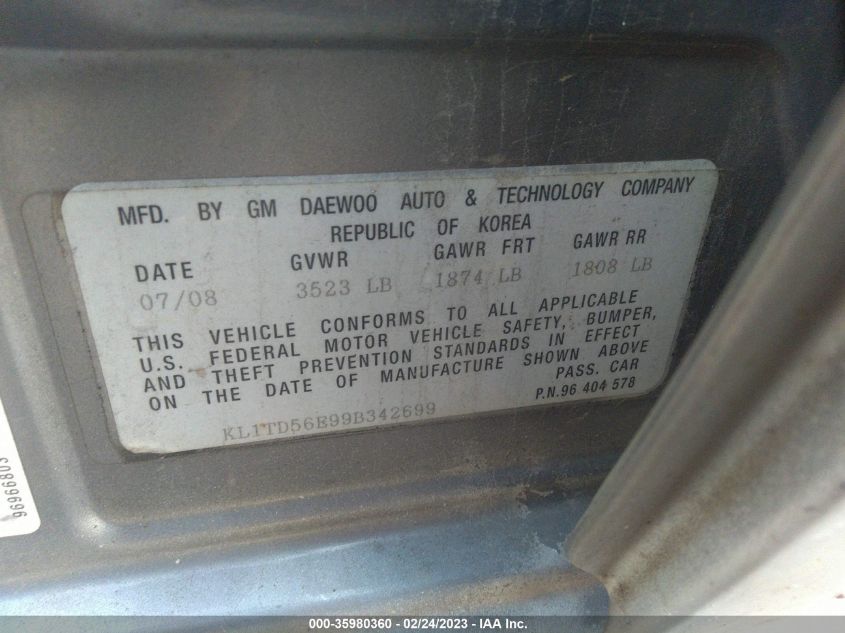 MFD. BY GM DAEWOO AUTO & TECHNOLOGY COMPANY
REPUBLIC OF KOREA
DATE GVWR GAWR FRT GAWR RR
07/08 3523 LB 1874 LB 1808 LB
THIS VEHICLE CONFORMS TO ALL APPLICABLE
U.S. FEDERAL MOTOR VEHICLE SAFETY, BUMPER,
AND THEFT PREVENTION STANDARDS IN EFFECT
ON THE DATE OF MANUFACTURE SHOWN ABOVE
PASS. CAR
P.N.96 404 578
KL1TD56E99B342699
96966803
000-35980360 - 02/24/2023 - IAA Inc.